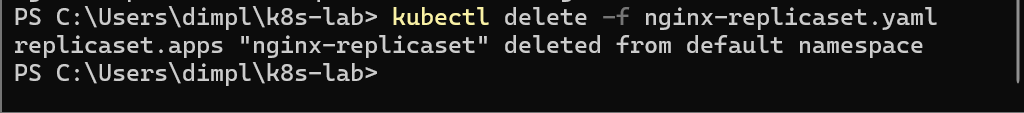 PS C:\Users\dimpl\k8s-lab> kubectl delete -f nginx-replicaset.yaml
replicaset.apps "nginx-replicaset" deleted from default namespace
PS C:\Users\dimpl\k8s-lab>